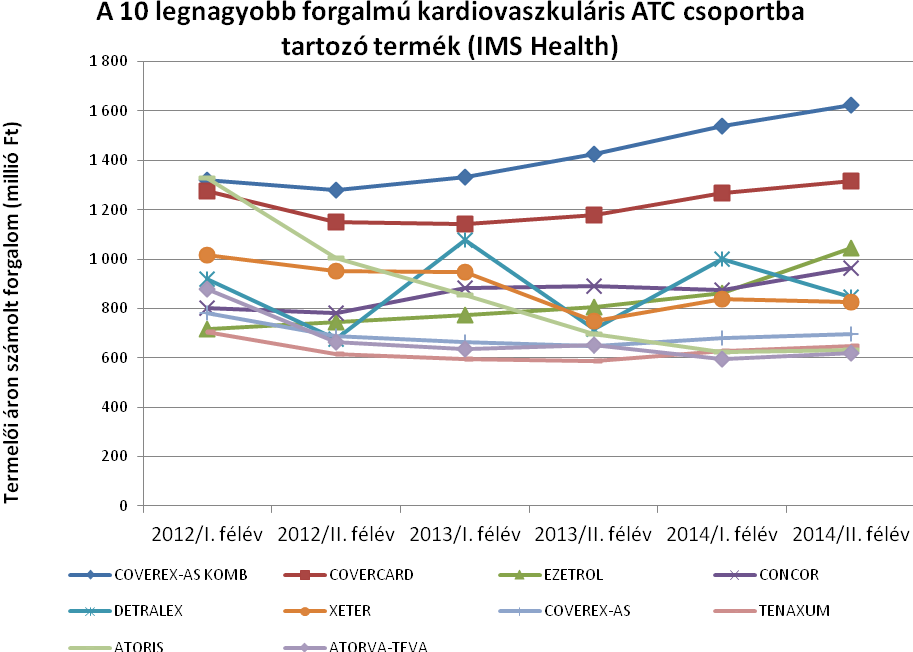 A 10 legnagyobb forgalmú kardiovaszkuláris ATC csoportba
tartozó termék (IMS Health)
Termelői áron számolt forgalom (millió Ft)
1 800
1 600
1 400
1 200
1 000
800
600
400
200
0
2012/I. félév 2012/II. félév 2013/I. félév 2013/II. félév 2014/I. félév 2014/II. félév
COVEREX-AS KOMB COVERCARD EZETROL CONCOR
DETRALEX XETER COVEREX-AS TENAXUM
ATORIS ATORVA-TEVA